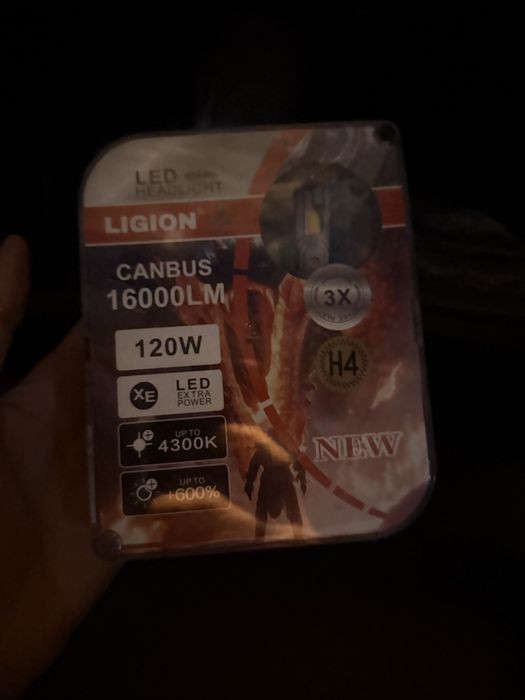 LED
HEADLIGHT
LIGION
CANBUS
16000LM
3X
120W
H4
XE
LED
EXTRA
POWER
UP TO
4300K
NEW
UP TO
+600%